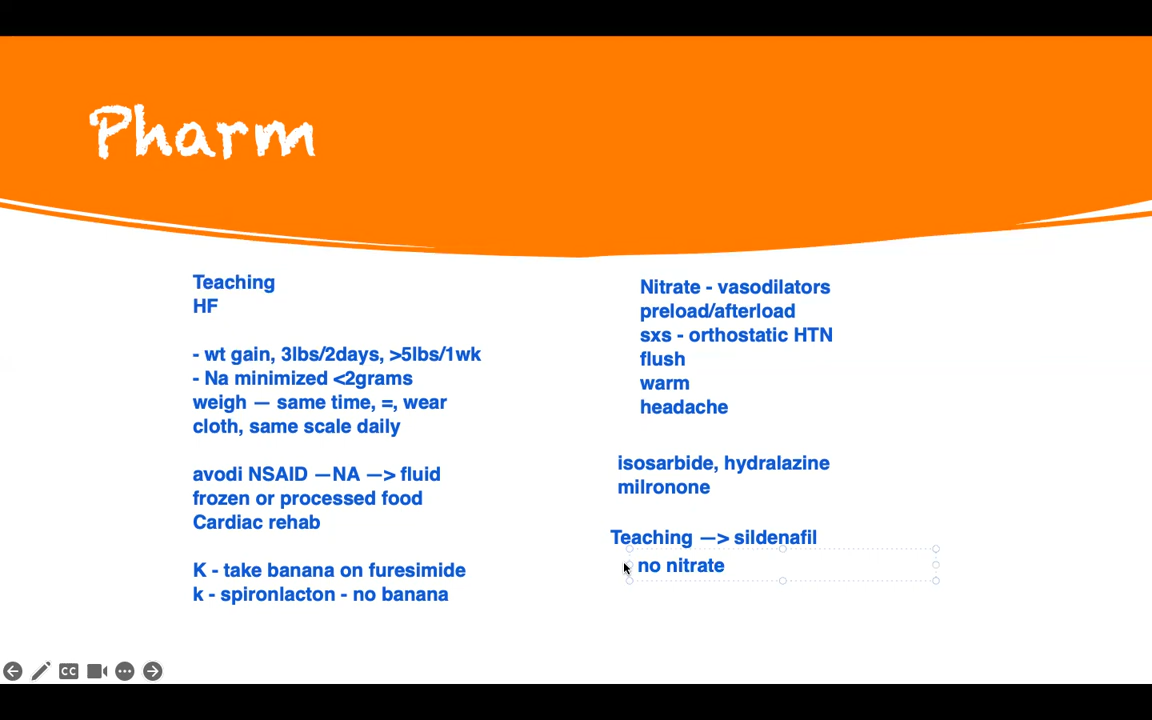 Pharm
Teaching
HF
- wt gain, 3lbs/2days, >5lbs/1wk
- Na minimized <2grams
weigh — same time, =, wear
cloth, same scale daily
avodi NSAID —NA —> fluid
frozen or processed food
Cardiac rehab
K - take banana on furesimide
k - spironlacton - no banana
Nitrate - vasodilators
preload/afterload
sxs - orthostatic HTN
flush
warm
headache
isosarbide, hydralazine
milronone
Teaching —> sildenafil
no nitrate
CC